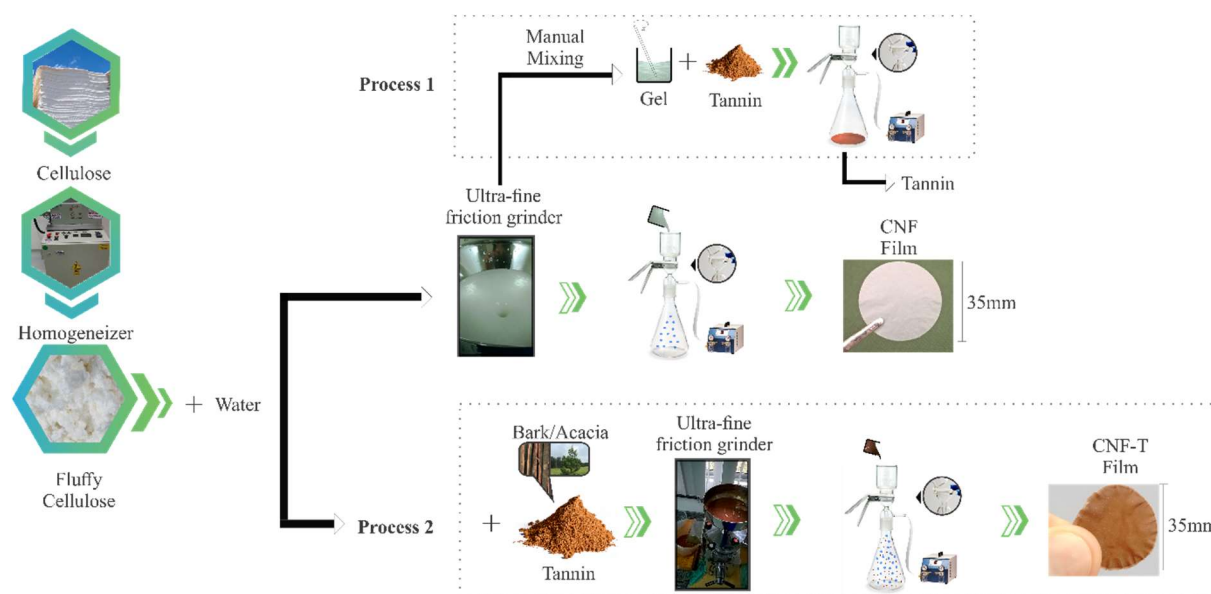 Cellulose
Homogeneizer
Fluffy
Cellulose
+ Water
Process 1
Manual
Mixing
Gel
+
Tannin
Tannin
Ultra-fine
friction grinder
CNF
Film
35mm
Process 2
Bark/Acacia
+
Tannin
Ultra-fine
friction grinder
CNF-T
Film
35mm